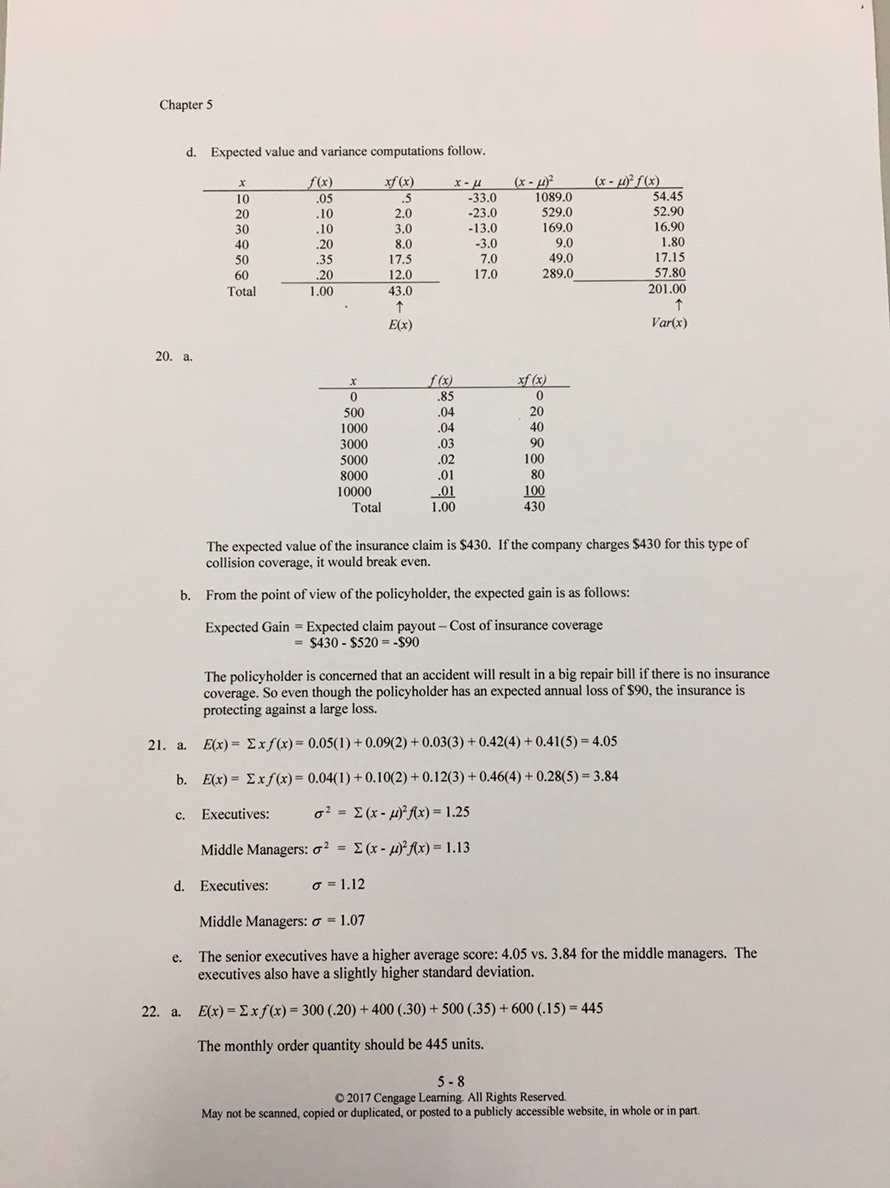 Chapter 5
d. Expected value and variance computations follow.
x f(x) xf(x) x - μ (x - μ)² (x - μ)² f(x)
10 .05 .5 -33.0 1089.0 54.45
20 .10 2.0 -23.0 529.0 52.90
30 .10 3.0 -13.0 169.0 16.90
40 .20 8.0 -3.0 9.0 1.80
50 .35 17.5 7.0 49.0 17.15
60 .20 12.0 17.0 289.0 57.80
Total 1.00 43.0 201.00
↑ ↑
E(x) Var(x)
20. a.
x f (x) xf (x)
0 .85 0
500 .04 20
1000 .04 40
3000 .03 90
5000 .02 100
8000 .01 80
10000 .01 100
Total 1.00 430
The expected value of the insurance claim is $430. If the company charges $430 for this type of
collision coverage, it would break even.
b. From the point of view of the policyholder, the expected gain is as follows:
Expected Gain = Expected claim payout – Cost of insurance coverage
= $430 - $520 = -$90
The policyholder is concerned that an accident will result in a big repair bill if there is no insurance
coverage. So even though the policyholder has an expected annual loss of $90, the insurance is
protecting against a large loss.
21. a. E(x) = Σ x f (x) = 0.05(1) + 0.09(2) + 0.03(3) + 0.42(4) + 0.41(5) = 4.05
b. E(x) = Σ x f (x) = 0.04(1) + 0.10(2) + 0.12(3) + 0.46(4) + 0.28(5) = 3.84
c. Executives: σ² = Σ (x - μ)² f(x) = 1.25
Middle Managers: σ² = Σ (x - μ)² f(x) = 1.13
d. Executives: σ = 1.12
Middle Managers: σ = 1.07
e. The senior executives have a higher average score: 4.05 vs. 3.84 for the middle managers. The
executives also have a slightly higher standard deviation.
22. a. E(x) = Σ x f (x) = 300 (.20) + 400 (.30) + 500 (.35) + 600 (.15) = 445
The monthly order quantity should be 445 units.
5 - 8
© 2017 Cengage Learning. All Rights Reserved.
May not be scanned, copied or duplicated, or posted to a publicly accessible website, in whole or in part.